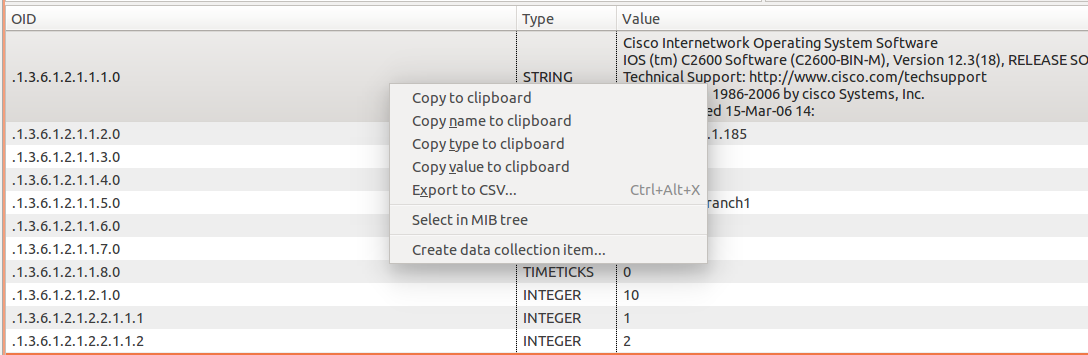 OID Type Value
Cisco Internetwork Operating System Software
IOS (tm) C2600 Software (C2600-BIN-M), Version 12.3(18), RELEASE SO
.1.3.6.1.2.1.1.1.0 STRING Technical Support: http://www.cisco.com/techsupport
1986-2006 by cisco Systems, Inc.
ed 15-Mar-06 14:
.1.3.6.1.2.1.1.2.0 .1.185
.1.3.6.1.2.1.1.3.0
.1.3.6.1.2.1.1.4.0
.1.3.6.1.2.1.1.5.0 ranch1
.1.3.6.1.2.1.1.6.0
.1.3.6.1.2.1.1.7.0
.1.3.6.1.2.1.1.8.0 TIMETICKS 0
.1.3.6.1.2.1.2.1.0 INTEGER 10
.1.3.6.1.2.1.2.2.1.1.1 INTEGER 1
.1.3.6.1.2.1.2.2.1.1.2 INTEGER 2
Copy to clipboard
Copy name to clipboard
Copy type to clipboard
Copy value to clipboard
Export to CSV... Ctrl+Alt+X
Select in MIB tree
Create data collection item...